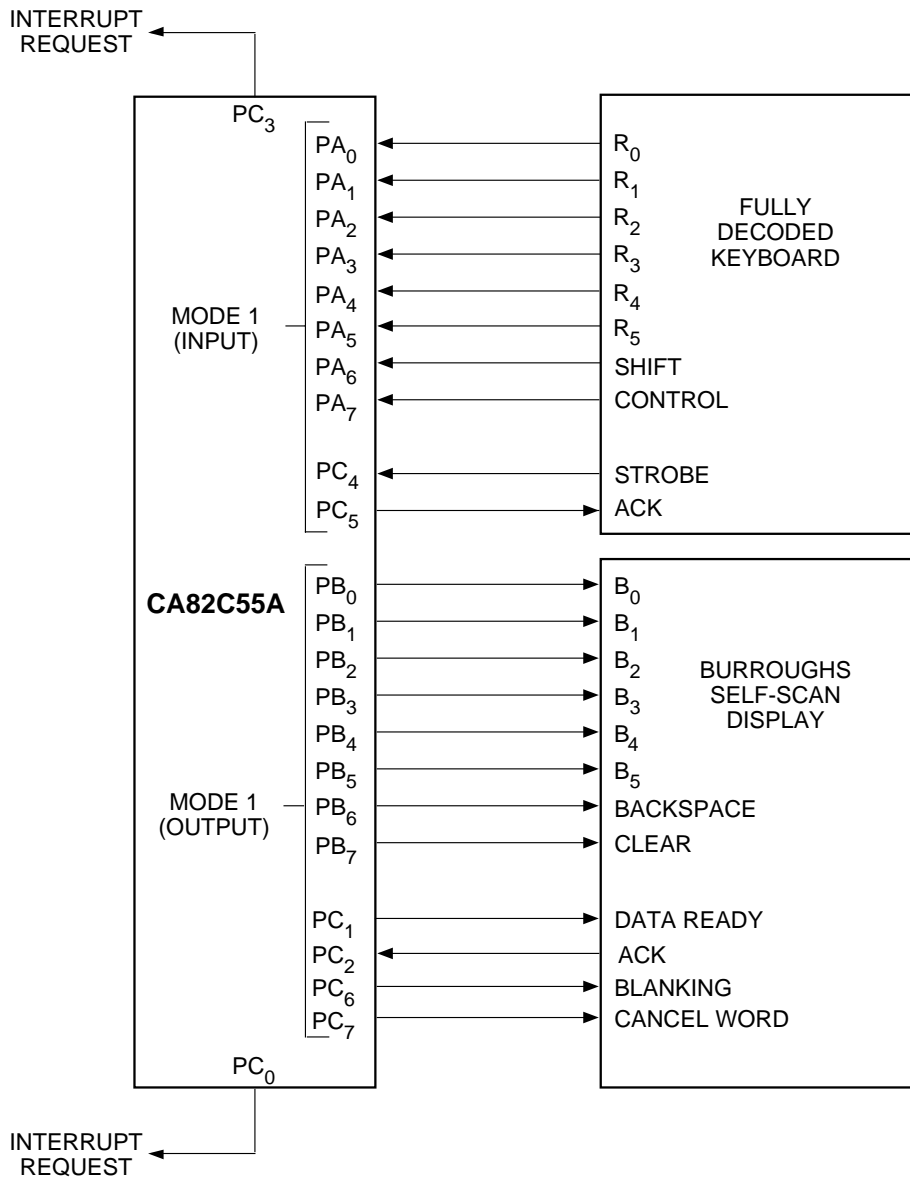 INTERRUPT
REQUEST
PC3
PA0
PA1
PA2
PA3
PA4
PA5
PA6
PA7
PC4
PC5
MODE 1
(INPUT)
R0
R1
R2
R3
R4
R5
SHIFT
CONTROL
STROBE
ACK
FULLY
DECODED
KEYBOARD
CA82C55A
PB0
PB1
PB2
PB3
PB4
PB5
PB6
PB7
PC1
PC2
PC6
PC7
MODE 1
(OUTPUT)
B0
B1
B2
B3
B4
B5
BACKSPACE
CLEAR
DATA READY
ACK
BLANKING
CANCEL WORD
BURROUGHS
SELF-SCAN
DISPLAY
PC0
INTERRUPT
REQUEST